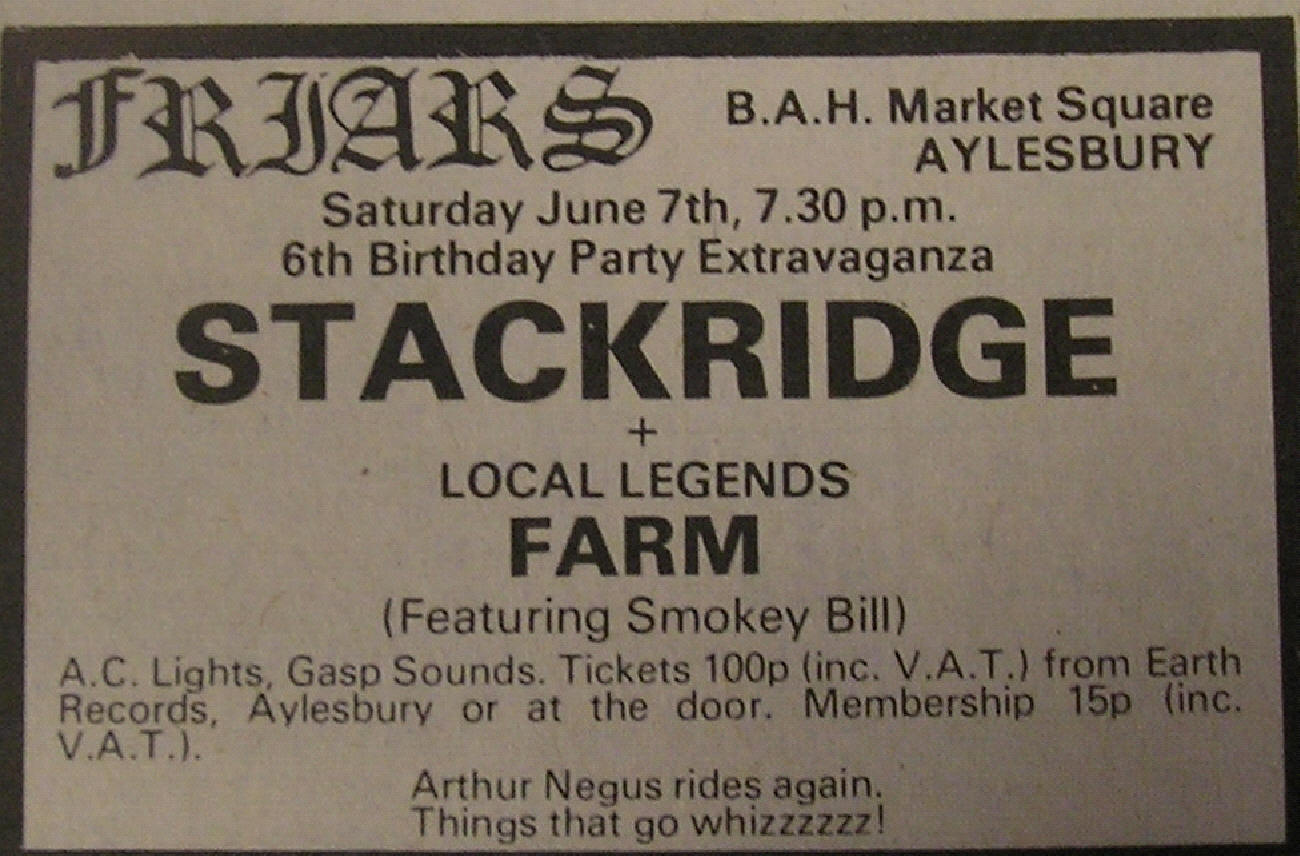 FRIARS
B.A.H. Market Square
AYLESBURY
Saturday June 7th, 7.30 p.m.
6th Birthday Party Extravaganza
STACKRIDGE
+
LOCAL LEGENDS
FARM
(Featuring Smokey Bill)
A.C. Lights, Gasp Sounds. Tickets 100p (inc. V.A.T.) from Earth
Records, Aylesbury or at the door. Membership 15p (inc.
V.A.T.).
Arthur Negus rides again.
Things that go whizzzzzz!